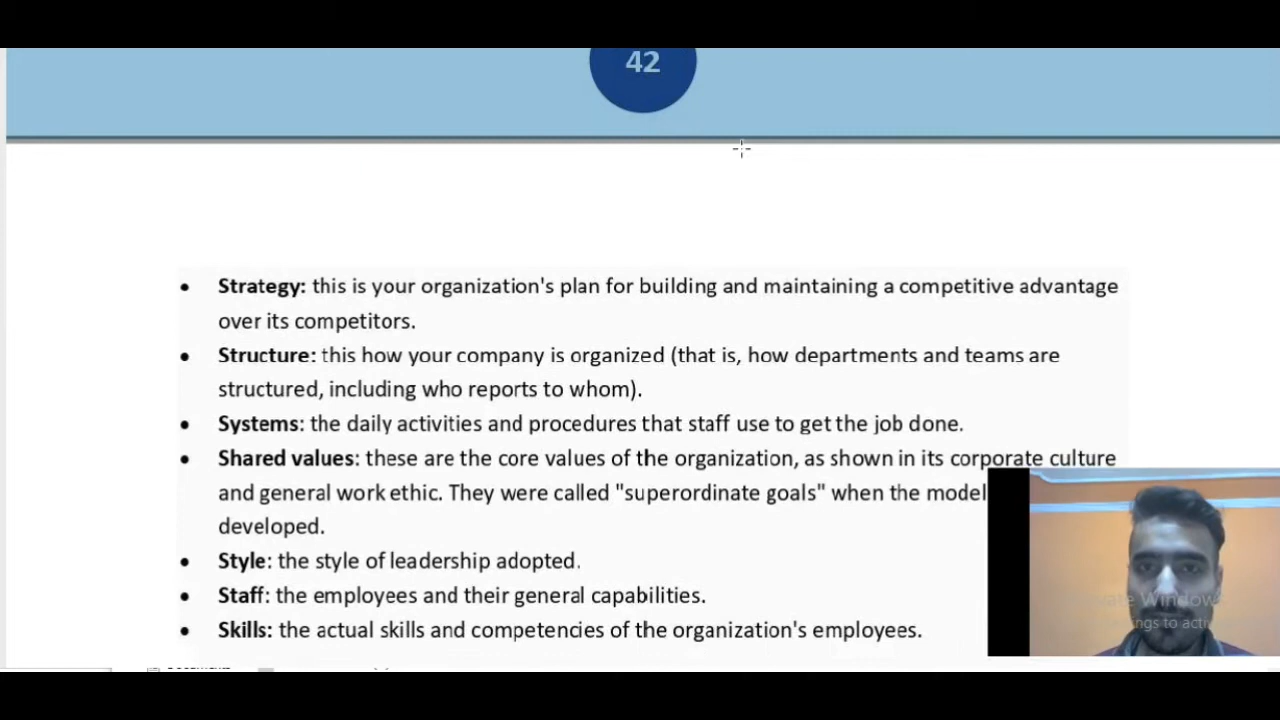 42
• Strategy: this is your organization's plan for building and maintaining a competitive advantage
over its competitors.
• Structure: this how your company is organized (that is, how departments and teams are
structured, including who reports to whom).
• Systems: the daily activities and procedures that staff use to get the job done.
• Shared values: these are the core values of the organization, as shown in its corporate culture
and general work ethic. They were called "superordinate goals" when the model
developed.
• Style: the style of leadership adopted.
• Staff: the employees and their general capabilities.
• Skills: the actual skills and competencies of the organization's employees.